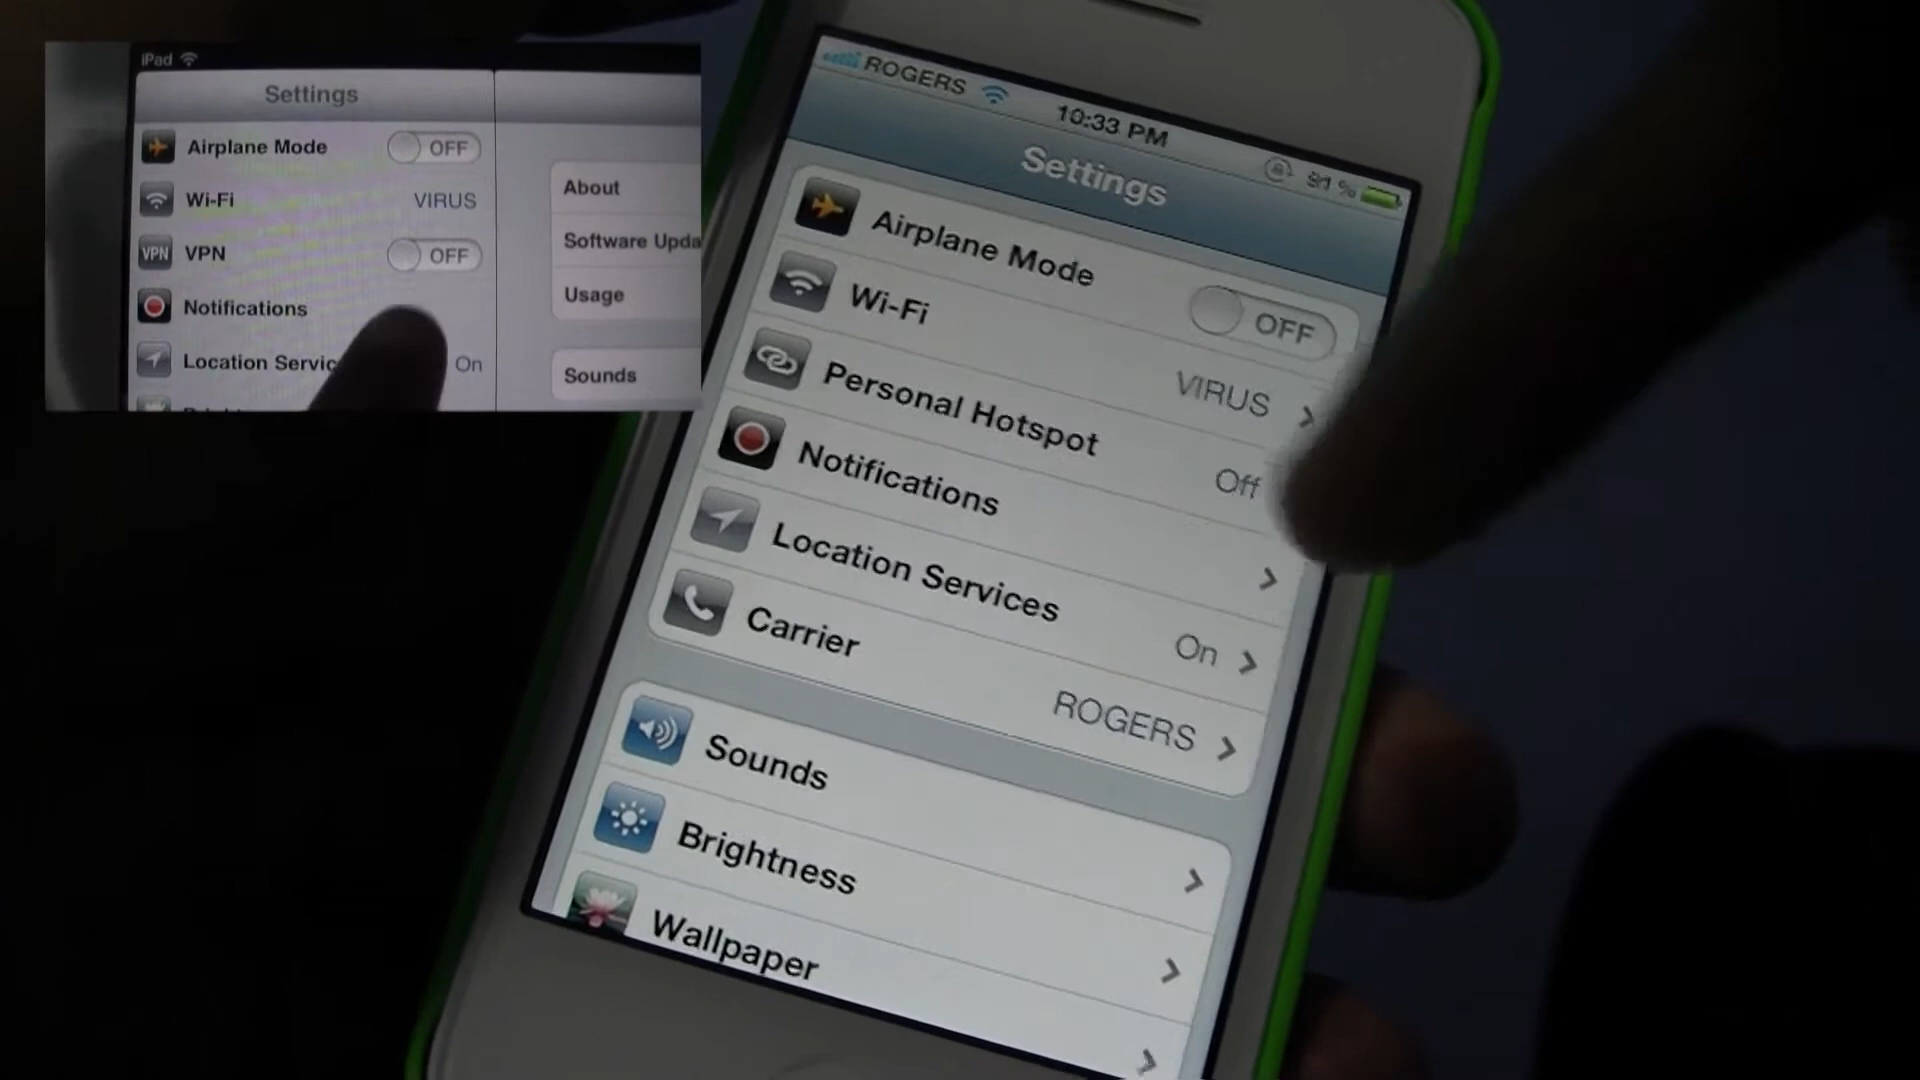 iPad
Settings
Airplane Mode OFF
Wi-Fi VIRUS
VPN VPN OFF
Notifications
Location Servic On
About
Software Upda
Usage
Sounds
ROGERS 10:33 PM 91 %
Settings
Airplane Mode OFF
Wi-Fi VIRUS
Personal Hotspot Off
Notifications
Location Services On
Carrier ROGERS
Sounds
Brightness
Wallpaper